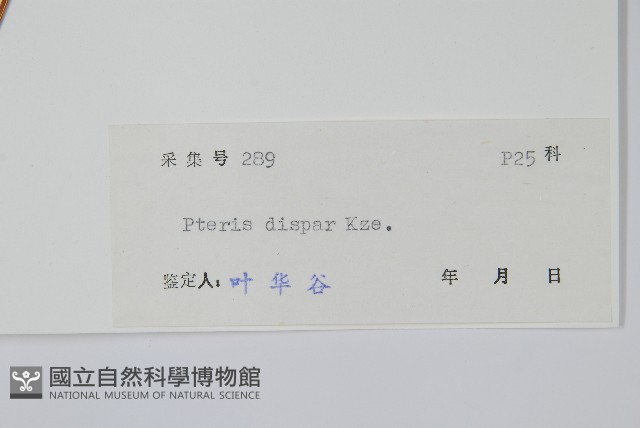 采集号 289 P25 科
Pteris dispar Kze.
鉴定人: 叶华谷 年 月 日
國立自然科學博物館
NATIONAL MUSEUM OF NATURAL SCIENCE